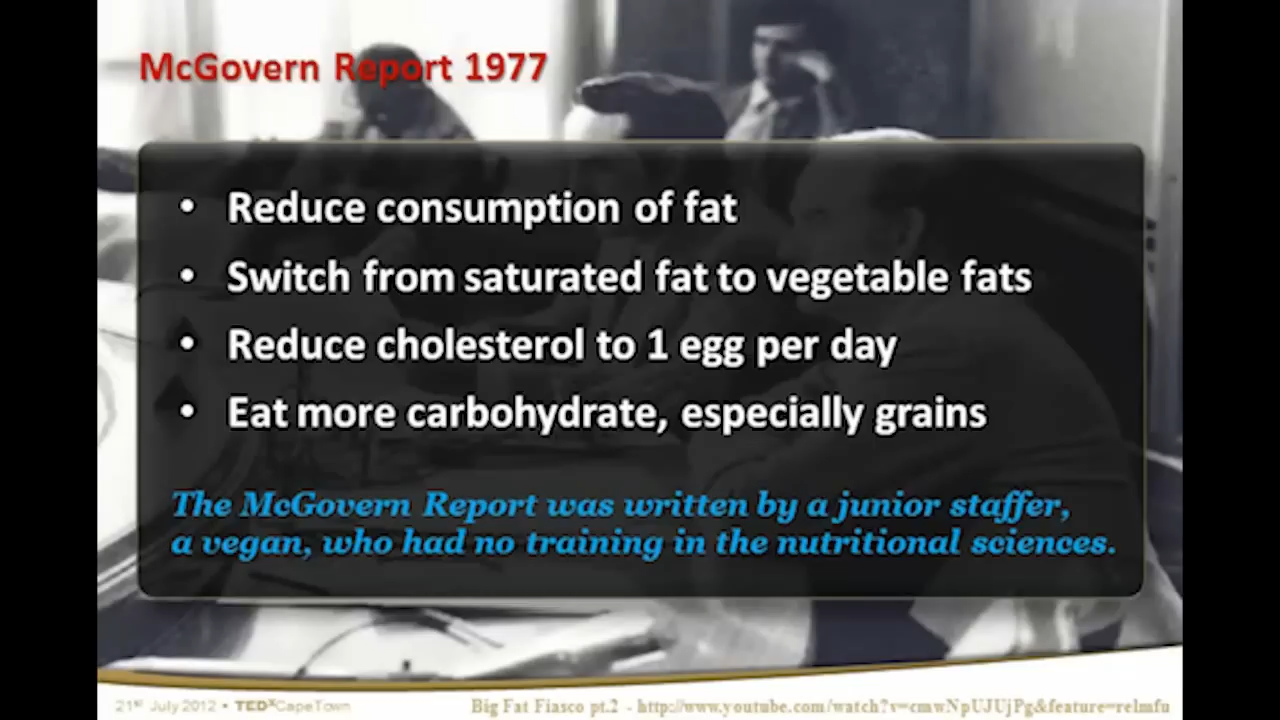 McGovern Report 1977
• Reduce consumption of fat
• Switch from saturated fat to vegetable fats
• Reduce cholesterol to 1 egg per day
• Eat more carbohydrate, especially grains
The McGovern Report was written by a junior staffer,
a vegan, who had no training in the nutritional sciences.
21st July 2012 • TEDxCapeTown
Big Fat Fiasco pt.2 - http://www.youtube.com/watch?v=cmwNpUJUjPg&feature=relmfu